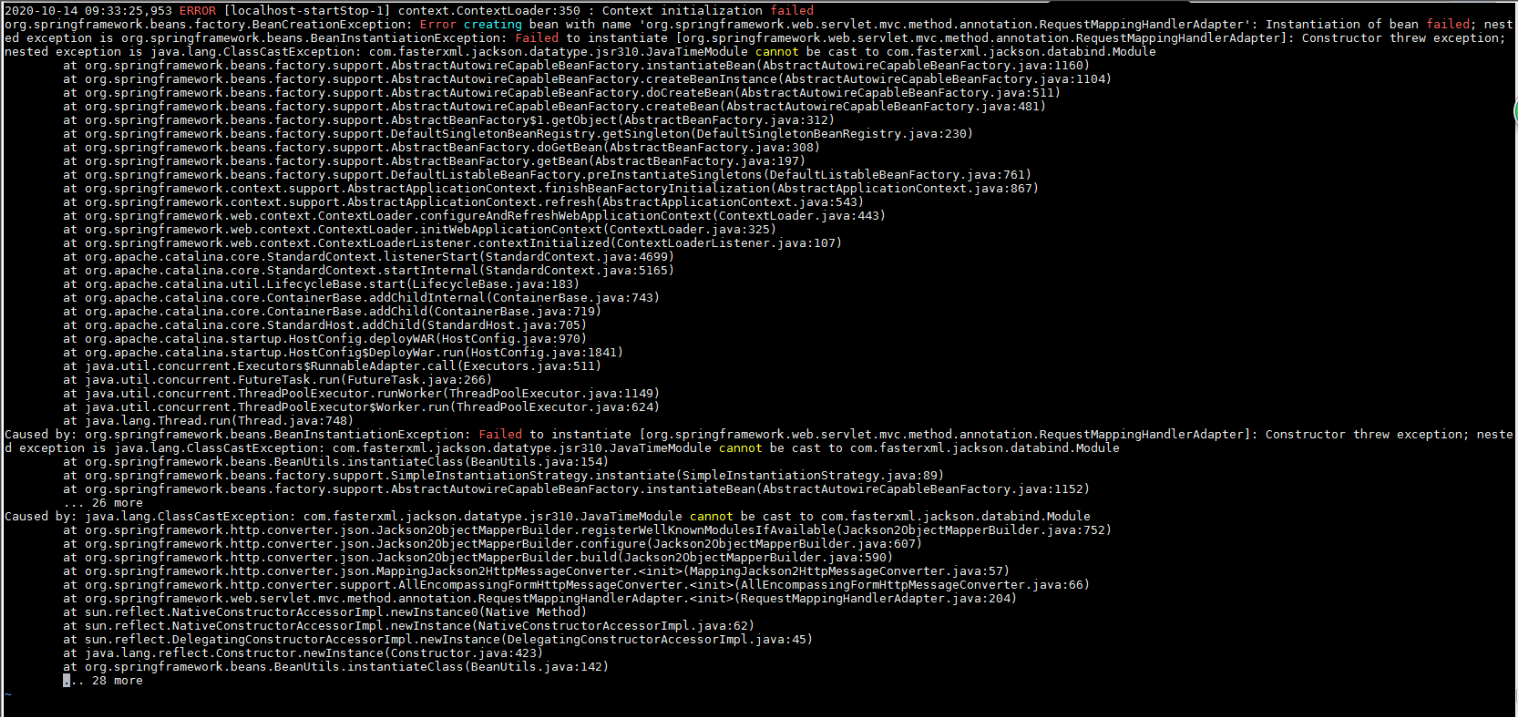 2020-10-14 09:33:25,953 ERROR [localhost-startStop-1] context.ContextLoader:350 : Context initialization failed
org.springframework.beans.factory.BeanCreationException: Error creating bean with name 'org.springframework.web.servlet.mvc.method.annotation.RequestMappingHandlerAdapter': Instantiation of bean failed; nest
ed exception is org.springframework.beans.BeanInstantiationException: Failed to instantiate [org.springframework.web.servlet.mvc.method.annotation.RequestMappingHandlerAdapter]: Constructor threw exception;
nested exception is java.lang.ClassCastException: com.fasterxml.jackson.datatype.jsr310.JavaTimeModule cannot be cast to com.fasterxml.jackson.databind.Module
at org.springframework.beans.factory.support.AbstractAutowireCapableBeanFactory.instantiateBean(AbstractAutowireCapableBeanFactory.java:1160)
at org.springframework.beans.factory.support.AbstractAutowireCapableBeanFactory.createBeanInstance(AbstractAutowireCapableBeanFactory.java:1104)
at org.springframework.beans.factory.support.AbstractAutowireCapableBeanFactory.doCreateBean(AbstractAutowireCapableBeanFactory.java:511)
at org.springframework.beans.factory.support.AbstractAutowireCapableBeanFactory.createBean(AbstractAutowireCapableBeanFactory.java:481)
at org.springframework.beans.factory.support.AbstractBeanFactory$1.getObject(AbstractBeanFactory.java:312)
at org.springframework.beans.factory.support.DefaultSingletonBeanRegistry.getSingleton(DefaultSingletonBeanRegistry.java:230)
at org.springframework.beans.factory.support.AbstractBeanFactory.doGetBean(AbstractBeanFactory.java:308)
at org.springframework.beans.factory.support.AbstractBeanFactory.getBean(AbstractBeanFactory.java:197)
at org.springframework.beans.factory.support.DefaultListableBeanFactory.preInstantiateSingletons(DefaultListableBeanFactory.java:761)
at org.springframework.context.support.AbstractApplicationContext.finishBeanFactoryInitialization(AbstractApplicationContext.java:867)
at org.springframework.context.support.AbstractApplicationContext.refresh(AbstractApplicationContext.java:543)
at org.springframework.web.context.ContextLoader.configureAndRefreshWebApplicationContext(ContextLoader.java:443)
at org.springframework.web.context.ContextLoader.initWebApplicationContext(ContextLoader.java:325)
at org.springframework.web.context.ContextLoaderListener.contextInitialized(ContextLoaderListener.java:107)
at org.apache.catalina.core.StandardContext.listenerStart(StandardContext.java:4699)
at org.apache.catalina.core.StandardContext.startInternal(StandardContext.java:5165)
at org.apache.catalina.util.LifecycleBase.start(LifecycleBase.java:183)
at org.apache.catalina.core.ContainerBase.addChildInternal(ContainerBase.java:743)
at org.apache.catalina.core.ContainerBase.addChild(ContainerBase.java:719)
at org.apache.catalina.core.StandardHost.addChild(StandardHost.java:705)
at org.apache.catalina.startup.HostConfig.deployWAR(HostConfig.java:970)
at org.apache.catalina.startup.HostConfig$DeployWar.run(HostConfig.java:1841)
at java.util.concurrent.Executors$RunnableAdapter.call(Executors.java:511)
at java.util.concurrent.FutureTask.run(FutureTask.java:266)
at java.util.concurrent.ThreadPoolExecutor.runWorker(ThreadPoolExecutor.java:1149)
at java.util.concurrent.ThreadPoolExecutor$Worker.run(ThreadPoolExecutor.java:624)
at java.lang.Thread.run(Thread.java:748)
Caused by: org.springframework.beans.BeanInstantiationException: Failed to instantiate [org.springframework.web.servlet.mvc.method.annotation.RequestMappingHandlerAdapter]: Constructor threw exception; neste
d exception is java.lang.ClassCastException: com.fasterxml.jackson.datatype.jsr310.JavaTimeModule cannot be cast to com.fasterxml.jackson.databind.Module
at org.springframework.beans.BeanUtils.instantiateClass(BeanUtils.java:154)
at org.springframework.beans.factory.support.SimpleInstantiationStrategy.instantiate(SimpleInstantiationStrategy.java:89)
at org.springframework.beans.factory.support.AbstractAutowireCapableBeanFactory.instantiateBean(AbstractAutowireCapableBeanFactory.java:1152)
... 26 more
Caused by: java.lang.ClassCastException: com.fasterxml.jackson.datatype.jsr310.JavaTimeModule cannot be cast to com.fasterxml.jackson.databind.Module
at org.springframework.http.converter.json.Jackson2ObjectMapperBuilder.registerWellKnownModulesIfAvailable(Jackson2ObjectMapperBuilder.java:752)
at org.springframework.http.converter.json.Jackson2ObjectMapperBuilder.configure(Jackson2ObjectMapperBuilder.java:607)
at org.springframework.http.converter.json.Jackson2ObjectMapperBuilder.build(Jackson2ObjectMapperBuilder.java:590)
at org.springframework.http.converter.json.MappingJackson2HttpMessageConverter.<init>(MappingJackson2HttpMessageConverter.java:57)
at org.springframework.http.converter.support.AllEncompassingFormHttpMessageConverter.<init>(AllEncompassingFormHttpMessageConverter.java:66)
at org.springframework.web.servlet.mvc.method.annotation.RequestMappingHandlerAdapter.<init>(RequestMappingHandlerAdapter.java:204)
at sun.reflect.NativeConstructorAccessorImpl.newInstance0(Native Method)
at sun.reflect.NativeConstructorAccessorImpl.newInstance(NativeConstructorAccessorImpl.java:62)
at sun.reflect.DelegatingConstructorAccessorImpl.newInstance(DelegatingConstructorAccessorImpl.java:45)
at java.lang.reflect.Constructor.newInstance(Constructor.java:423)
at org.springframework.beans.BeanUtils.instantiateClass(BeanUtils.java:142)
... 28 more
~